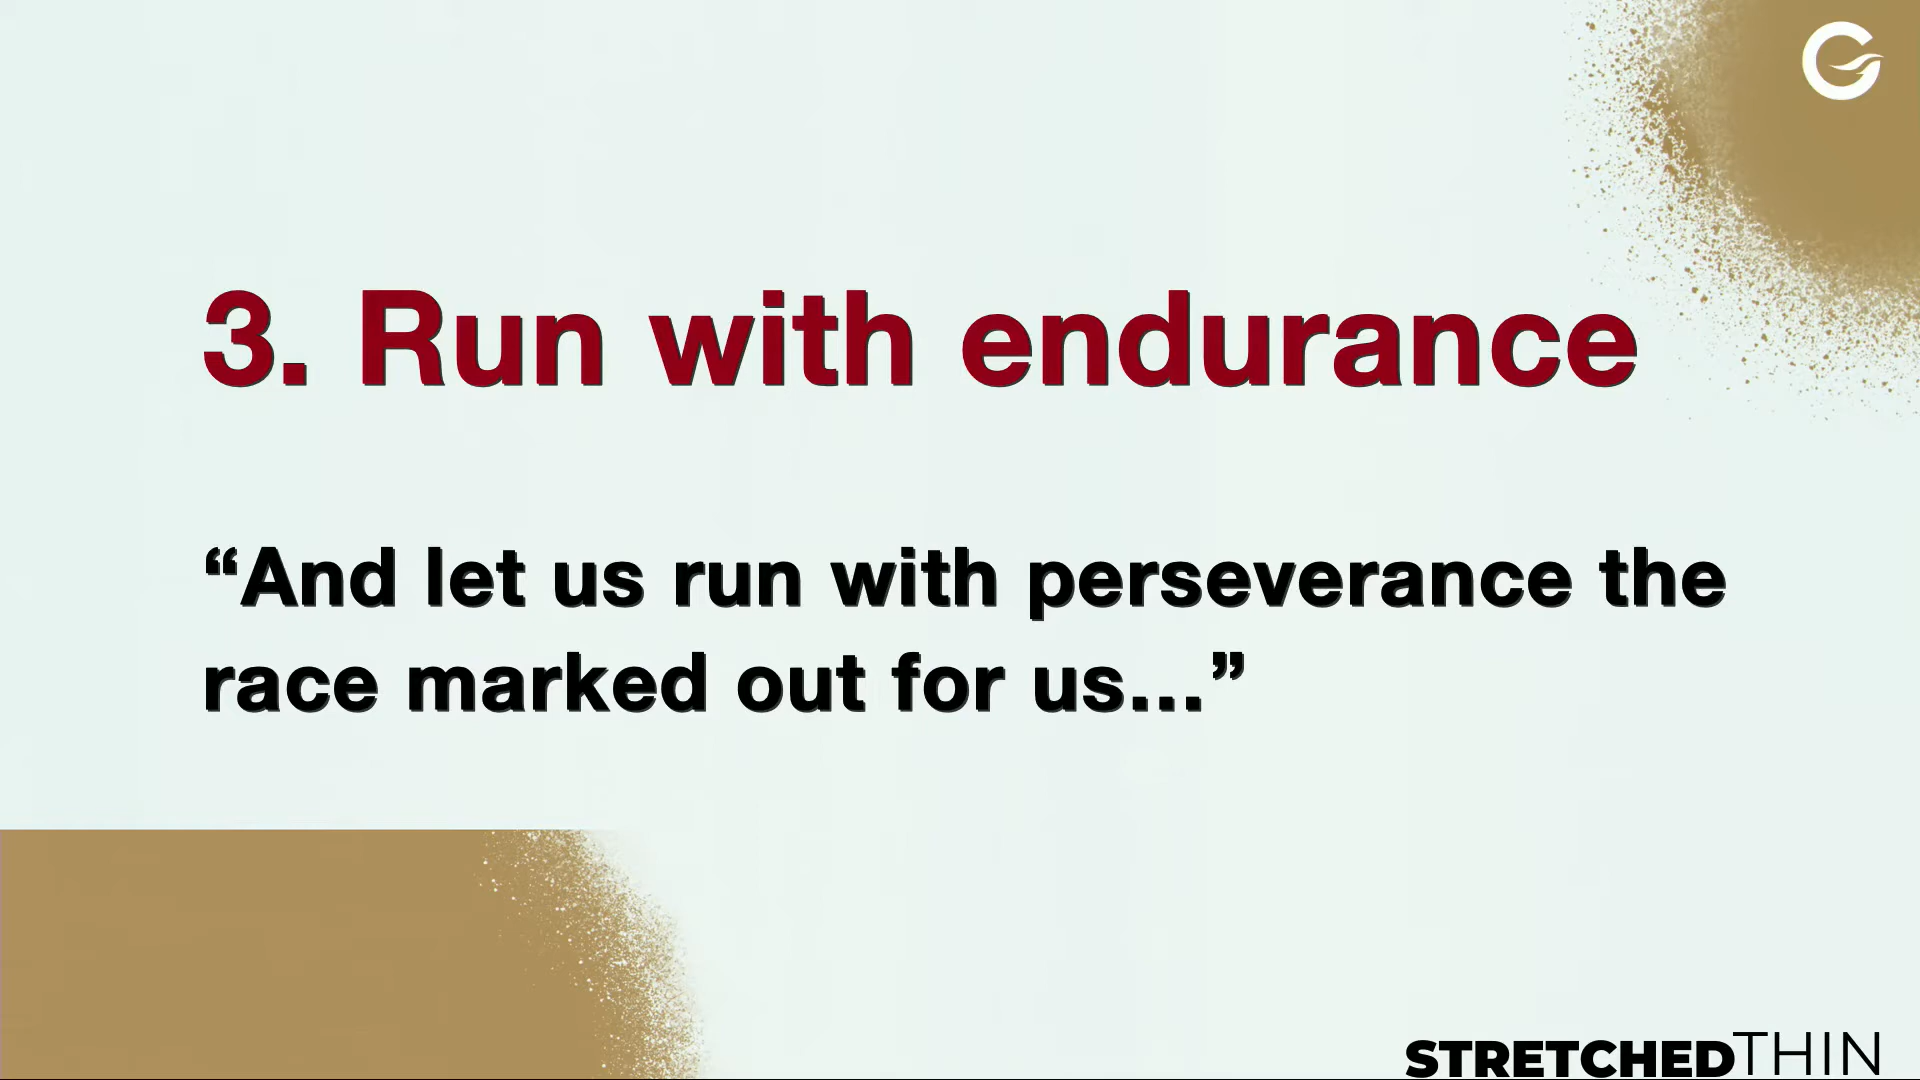 3. Run with endurance
“And let us run with perseverance the
race marked out for us...”
STRETCHEDTHIN